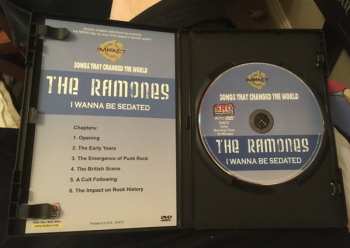 IMPACT
SONGS THAT CHANGED THE WORLD
THE RAMONES
I WANNA BE SEDATED
Chapters:
1. Opening
2. The Early Years
3. The Emergence of Punk Rock
4. The British Scene
5. A Cult Following
6. The Impact on Rock History
DVD
IMPACT
SONGS THAT CHANGED THE WORLD
THE RAMONES
I WANNA BE SEDATED